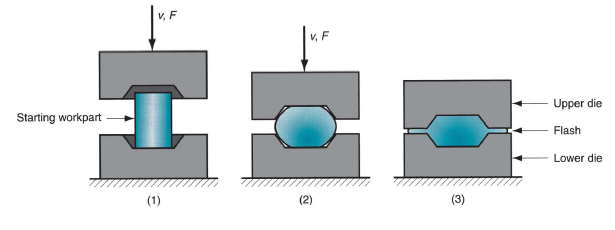 v, F
v, F
Starting workpart
Upper die
Flash
Lower die
(1)
(2)
(3)